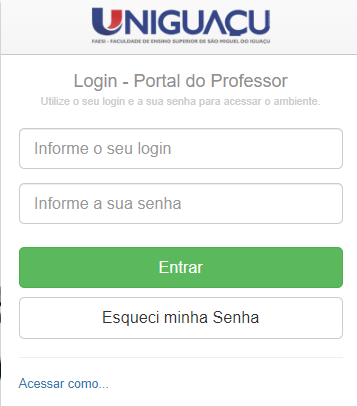 UNIGUAÇU
FAESI - FACULDADE DE ENSINO SUPERIOR DE SÃO MIGUEL DO IGUAÇU
Login - Portal do Professor
Utilize o seu login e a sua senha para acessar o ambiente.
Informe o seu login
Informe a sua senha
Entrar
Esqueci minha Senha
Acessar como...